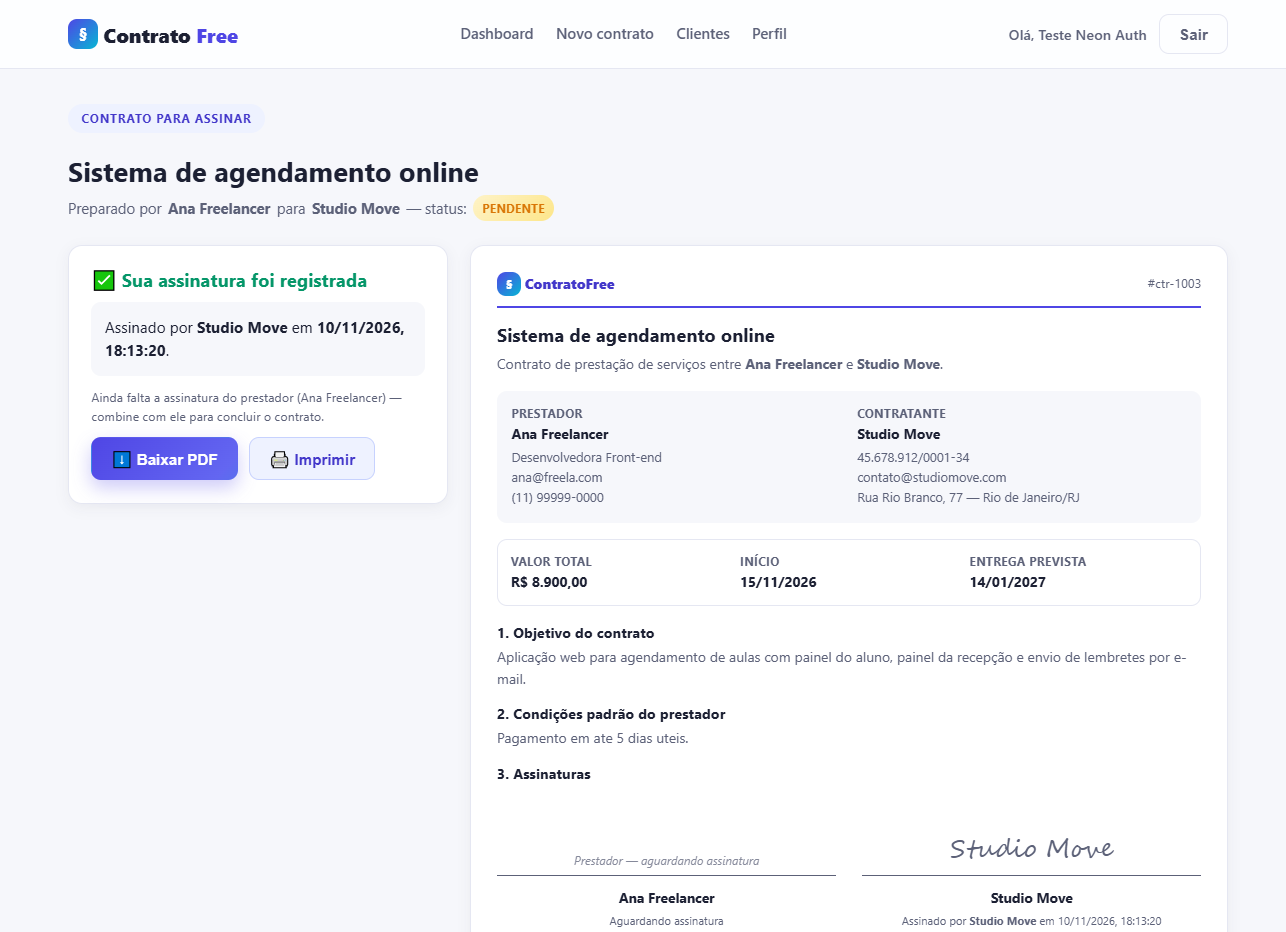 § Contrato Free
Dashboard Novo contrato Clientes Perfil
Olá, Teste Neon Auth Sair
CONTRATO PARA ASSINAR
Sistema de agendamento online
Preparado por Ana Freelancer para Studio Move — status: PENDENTE
✅ Sua assinatura foi registrada
Assinado por Studio Move em 10/11/2026,
18:13:20.
Ainda falta a assinatura do prestador (Ana Freelancer) —
combine com ele para concluir o contrato.
⬇️ Baixar PDF 🖨️ Imprimir
§ ContratoFree #ctr-1003
Sistema de agendamento online
Contrato de prestação de serviços entre Ana Freelancer e Studio Move.
PRESTADOR
Ana Freelancer
Desenvolvedora Front-end
ana@freela.com
(11) 99999-0000
CONTRATANTE
Studio Move
45.678.912/0001-34
contato@studiomove.com
Rua Rio Branco, 77 — Rio de Janeiro/RJ
VALOR TOTAL
R$ 8.900,00
INÍCIO
15/11/2026
ENTREGA PREVISTA
14/01/2027
1. Objetivo do contrato
Aplicação web para agendamento de aulas com painel do aluno, painel da recepção e envio de lembretes por e-
mail.
2. Condições padrão do prestador
Pagamento em ate 5 dias uteis.
3. Assinaturas
Prestador — aguardando assinatura
Ana Freelancer
Aguardando assinatura
Studio Move
Studio Move
Assinado por Studio Move em 10/11/2026, 18:13:20